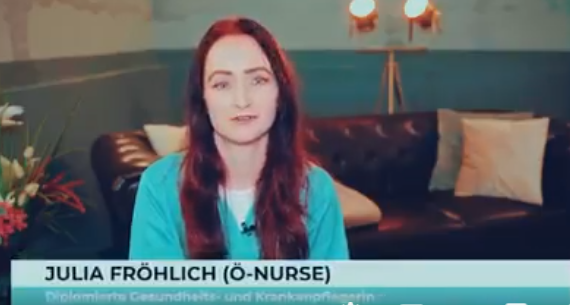 JULIA FRÖHLICH (Ö-NURSE)
Diplomierte Gesundheits- und Krankenpflegerin